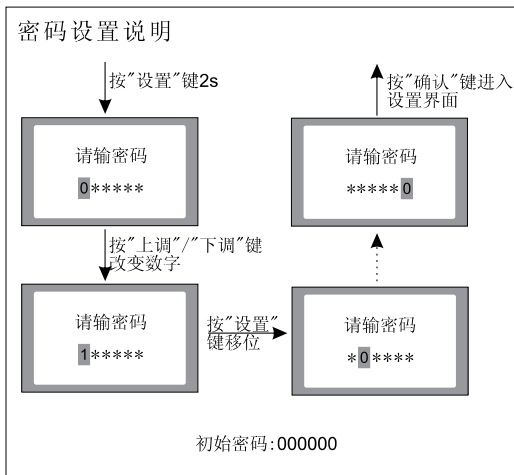 密码设置说明
按"设置"键2s
请输密码
0*****
按"上调"/"下调"键
改变数字
请输密码
1*****
按"设置"
键移位
请输密码
*0****
请输密码
*****0
按"确认"键进入
设置界面
初始密码:000000